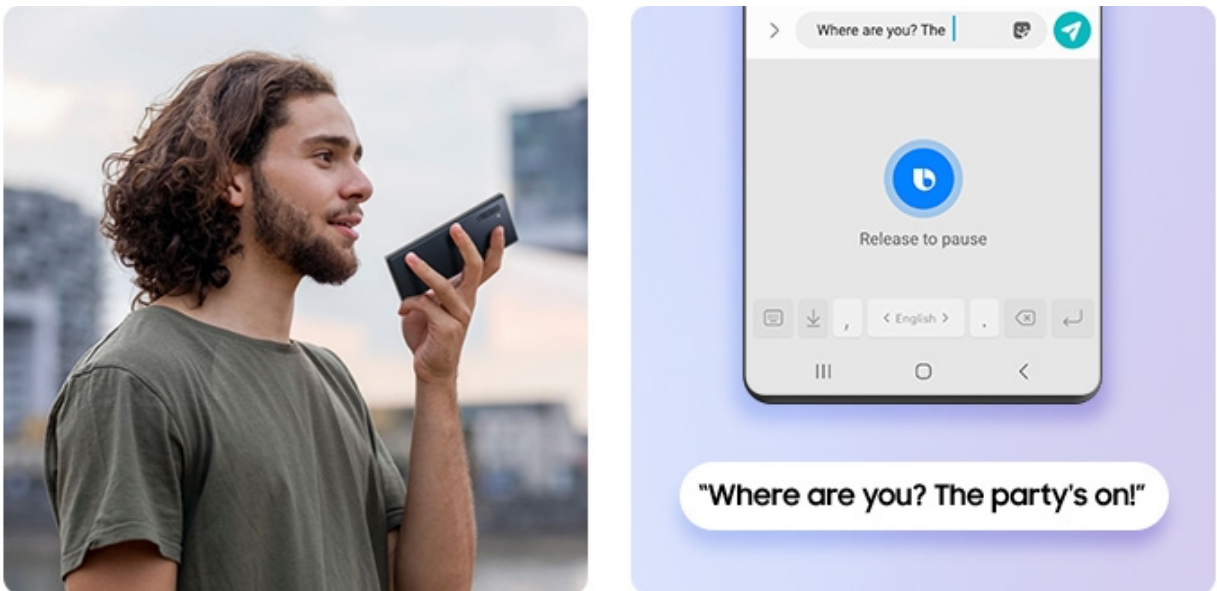 Where are you? The
Release to pause
, < English > .
"Where are you? The party's on!"